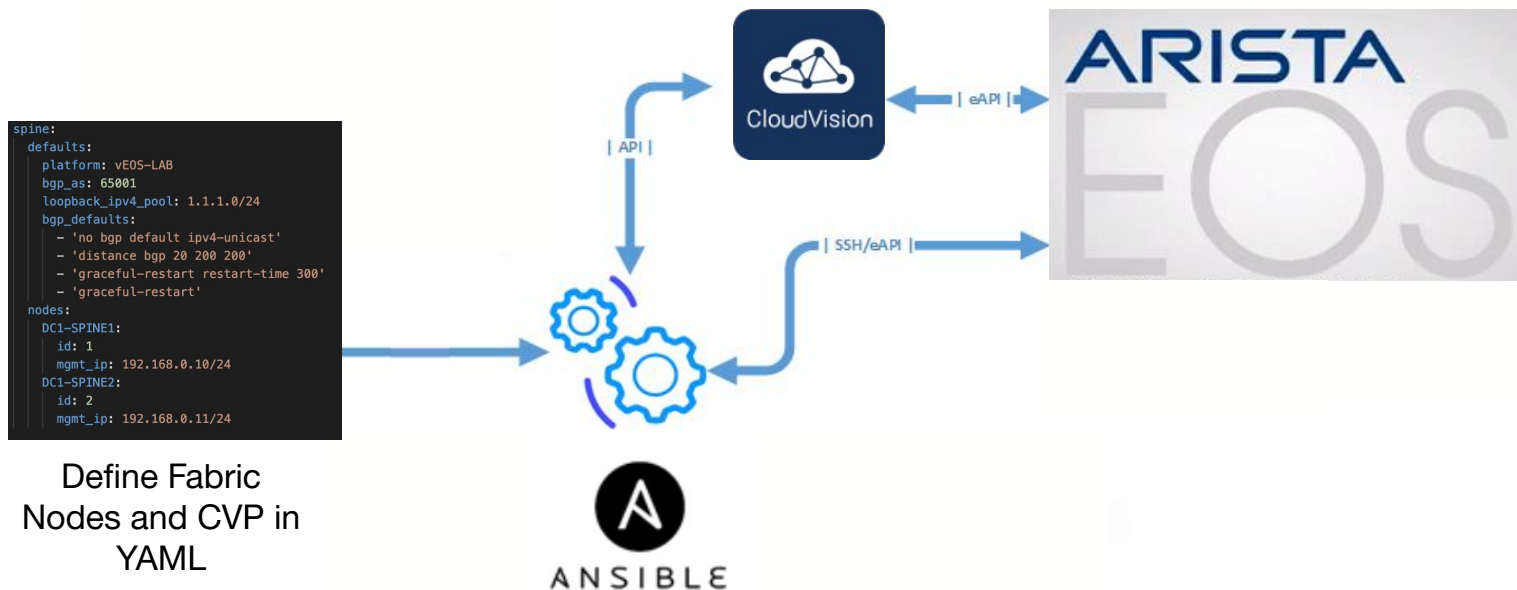 spine:
defaults:
platform: vEOS-LAB
bgp_as: 65001
loopback_ipv4_pool: 1.1.1.0/24
bgp_defaults:
- 'no bgp default ipv4-unicast'
- 'distance bgp 20 200 200'
- 'graceful-restart restart-time 300'
- 'graceful-restart'
nodes:
DC1-SPINE1:
id: 1
mgmt_ip: 192.168.0.10/24
DC1-SPINE2:
id: 2
mgmt_ip: 192.168.0.11/24
Define Fabric
Nodes and CVP in
YAML
| API |
CloudVision
| eAPI |
| SSH/eAPI |
ARISTA
EOS
A
ANSIBLE